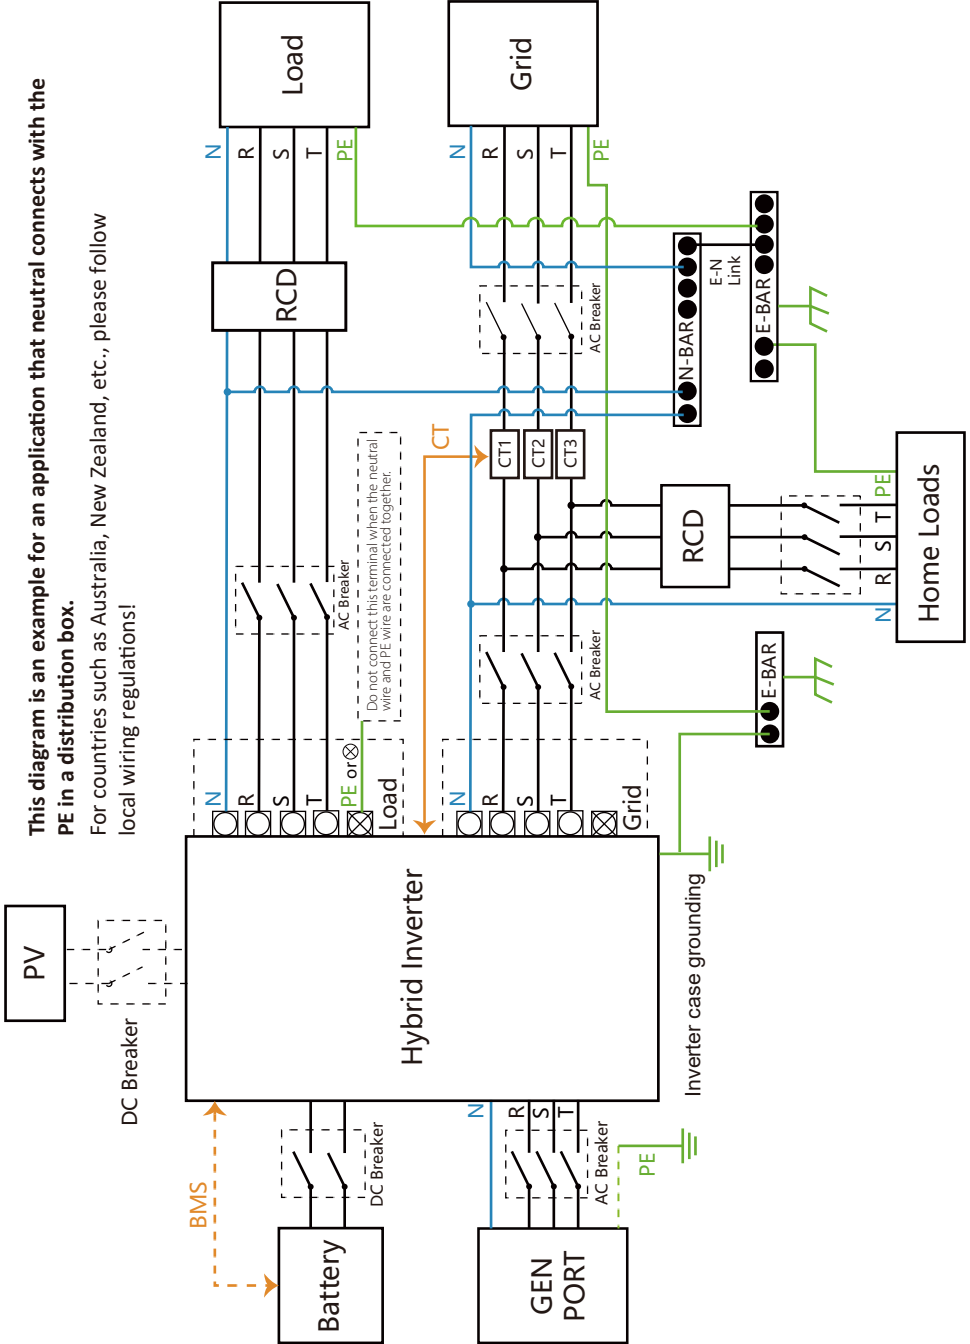 This diagram is an example for an application that neutral connects with the
PE in a distribution box.
For countries such as Australia, New Zealand, etc., please follow
local wiring regulations!
PV
DC Breaker
BMS
Battery
DC Breaker
GEN
PORT
AC Breaker
N
R
S
T
PE
Hybrid Inverter
Inverter case grounding
N
R
S
T
PE or
Load
Do not connect this terminal when the neutral
wire and PE wire are connected together.
AC Breaker
RCD
N
R
S
T
PE
Load
CT
N
R
S
T
Grid
AC Breaker
CT1
CT2
CT3
AC Breaker
N
R
S
T
PE
Grid
N-BAR
E-N
Link
E-BAR
E-BAR
RCD
N
R
S
T
PE
Home Loads